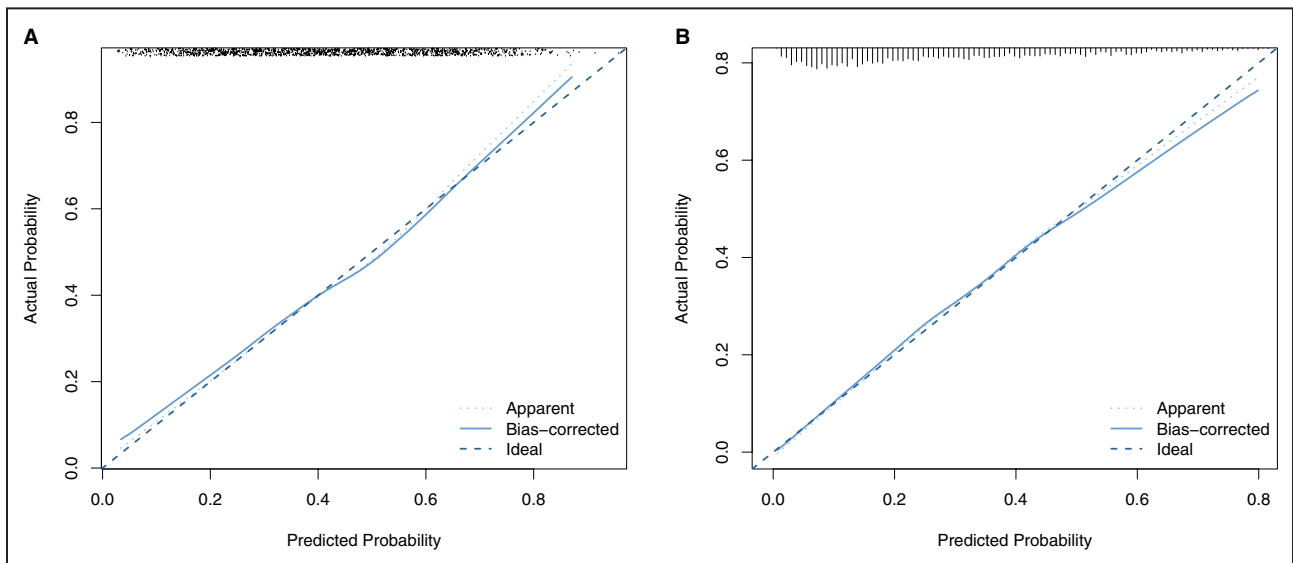 A
Actual Probability
0.8
0.6
0.4
0.2
0.0
Apparent
Bias-corrected
Ideal
0.0 0.2 0.4 0.6 0.8
Predicted Probability
B
Actual Probability
0.8
0.6
0.4
0.2
0.0
Apparent
Bias-corrected
Ideal
0.0 0.2 0.4 0.6 0.8
Predicted Probability